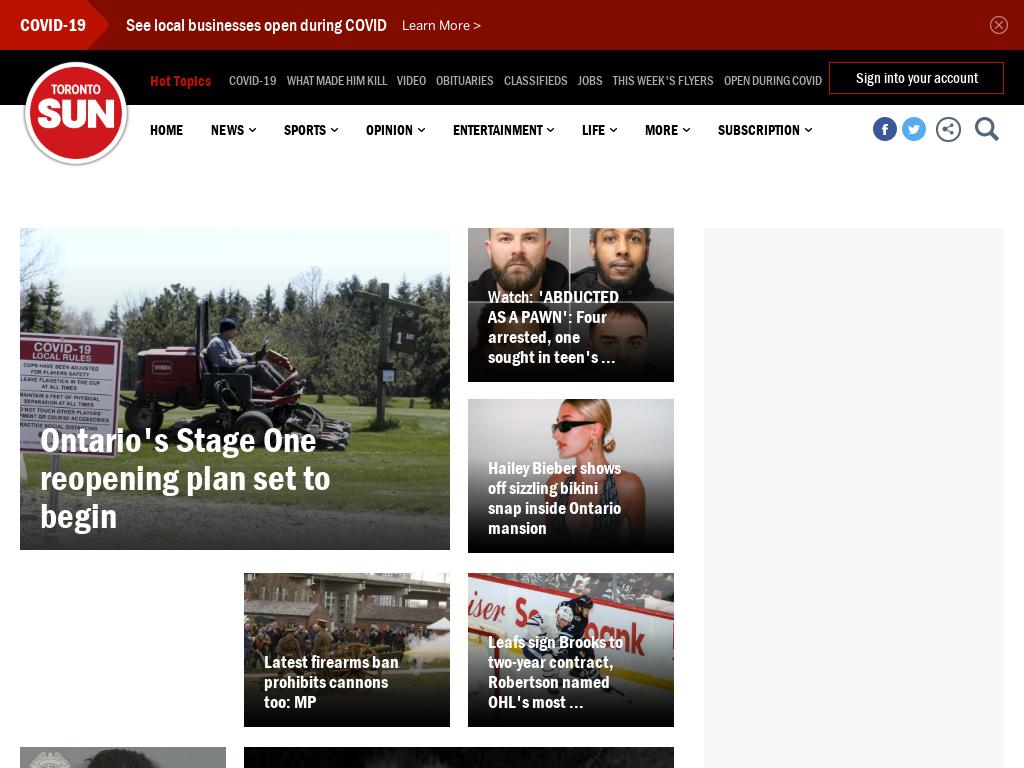 COVID-19
See local businesses open during COVID
Learn More >
TORONTO
SUN
Hot Topics
COVID-19
WHAT MADE HIM KILL
VIDEO
OBITUARIES
CLASSIFIEDS
JOBS
THIS WEEK'S FLYERS
OPEN DURING COVID
Sign into your account
HOME
NEWS
SPORTS
OPINION
ENTERTAINMENT
LIFE
MORE
SUBSCRIPTION
COVID-19
LOCAL RULES
CUPS HAVE BEEN ADJUSTED
FOR PLAYERS SAFETY
LEAVE FLAGSTICK IN THE CUP
AT ALL TIMES
MAINTAIN 6 FEET OF PHYSICAL
SEPARATION AT ALL TIMES
DO NOT TOUCH OTHER PLAYERS'
OR COURSE ACCESSORIES
PRACTICE SOCIAL DISTANCING
TORO
1
Ontario's Stage One
reopening plan set to
begin
Watch: 'ABDUCTED
AS A PAWN': Four
arrested, one
sought in teen's ...
Hailey Bieber shows
off sizzling bikini
snap inside Ontario
mansion
Latest firearms ban
prohibits cannons
too: MP
Leafs sign Brooks to
two-year contract,
Robertson named
OHL's most ...